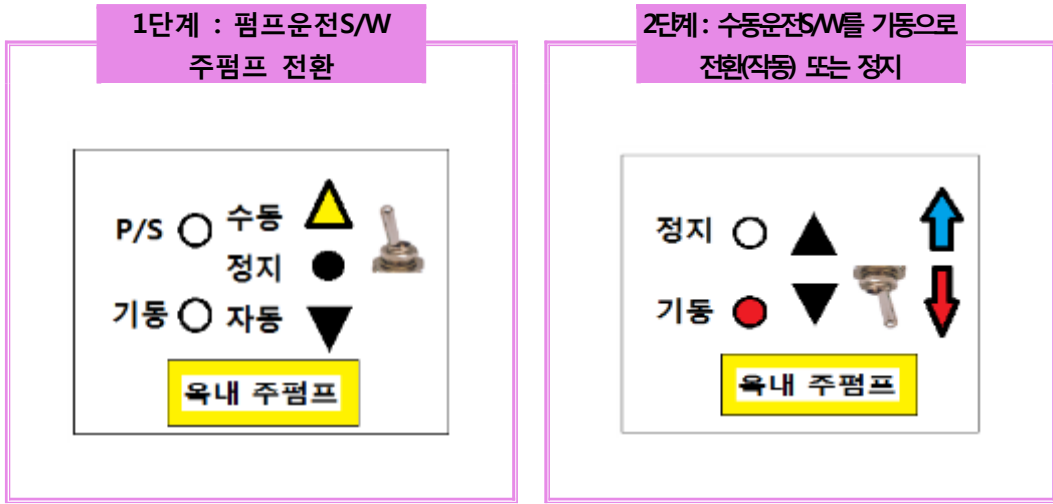 1단계 : 펌프운전S/W
주펌프 전환
P/S
수동
정지
기동
자동
옥내 주펌프
2단계 : 수동운전S/W를 기동으로
전환(작동) 또는 정지
정지
기동
옥내 주펌프